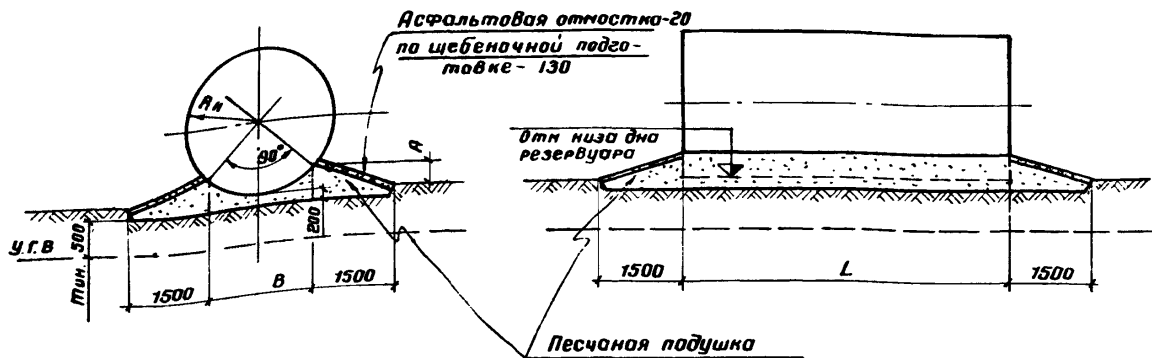 Асфальтовая отмостка-20
по щебеночной подго-
товке - 130
Rн
90°
А
200
У.Г.В
мин. 500
1500
В
1500
Отм низа дна
резервуара
1500
L
1500
Песчаная подушка